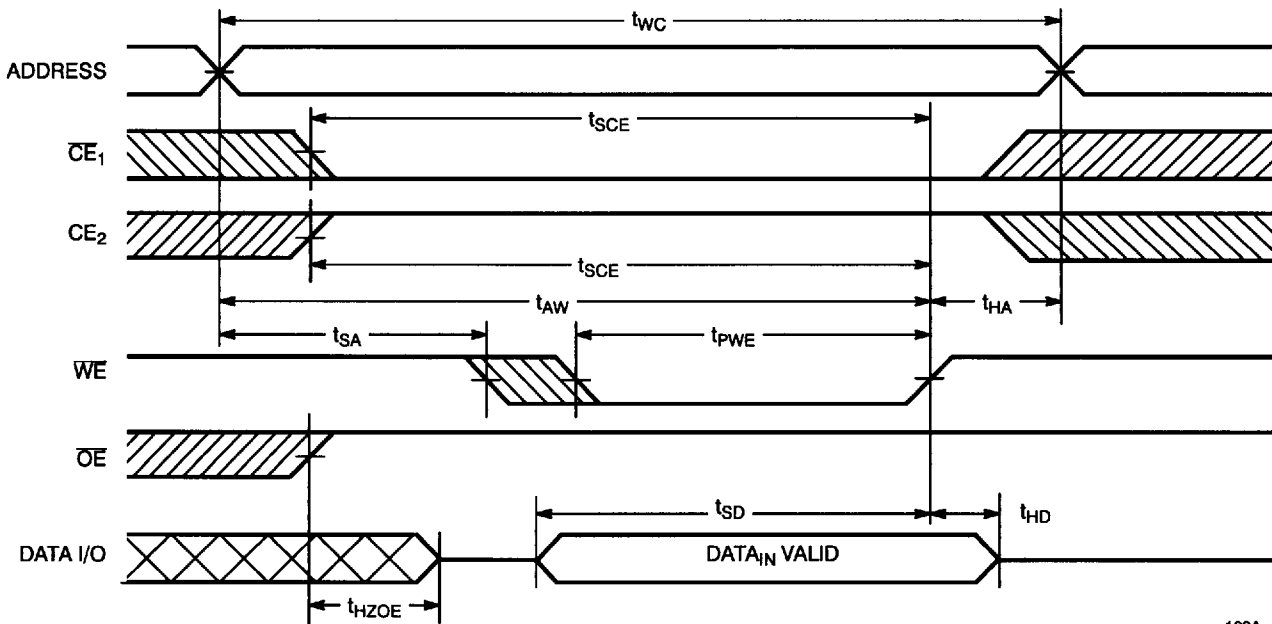 tWC
ADDRESS
tSCE
CE1
CE2
tSCE
tAW
tHA
tSA
tPWE
WE
OE
tSD
tHD
DATA I/O
DATAIN VALID
tHZOE